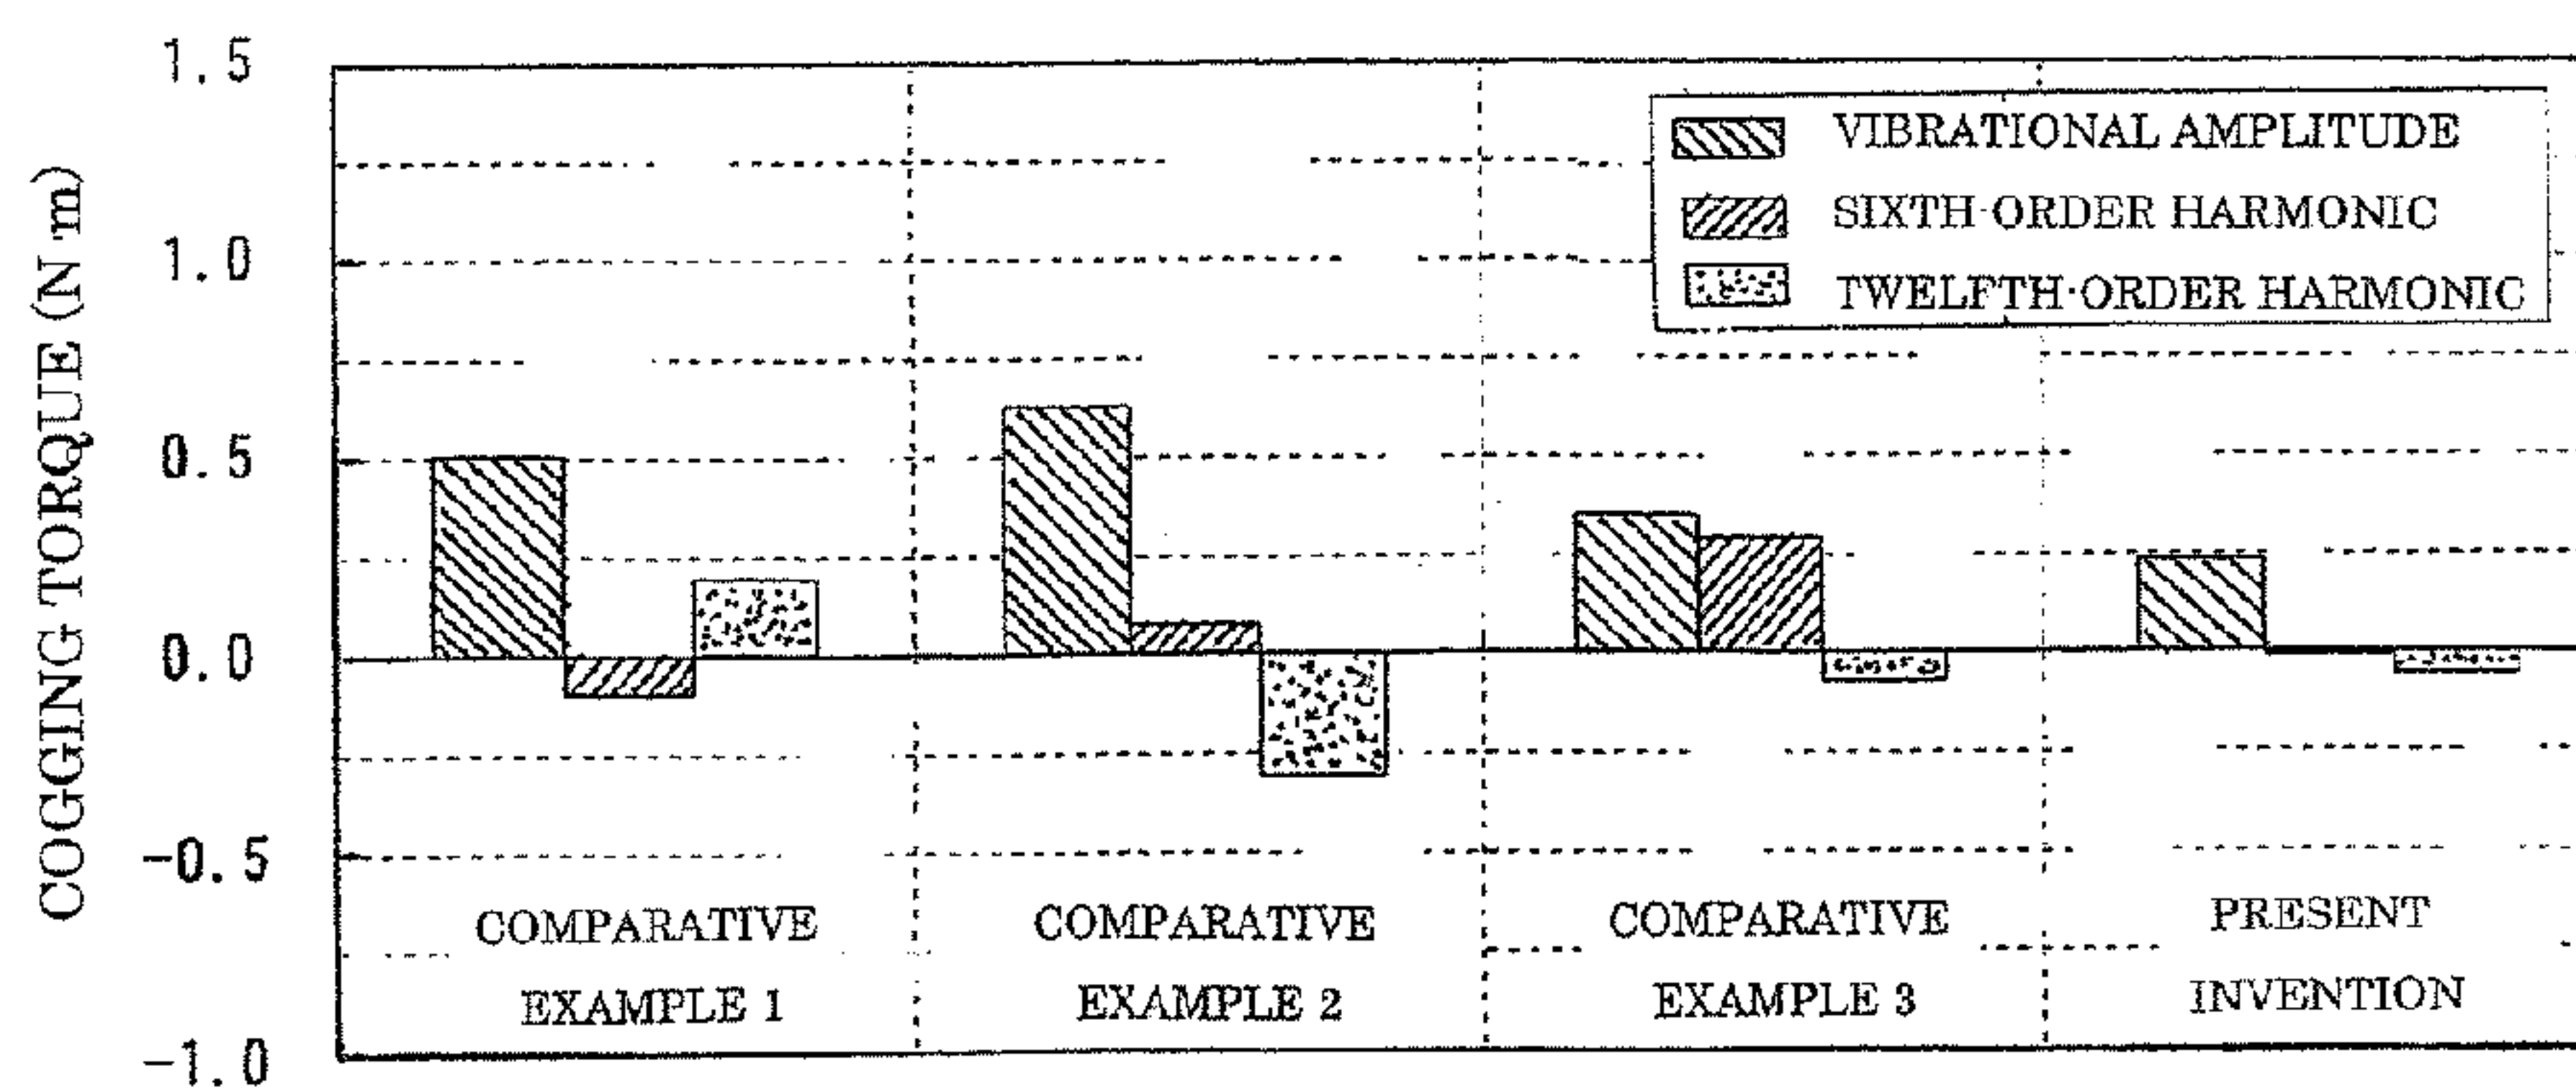 COGGING TORQUE (N m)
1.5
1.0
0.5
0.0
-0.5
-1.0
VIBRATIONAL AMPLITUDE
SIXTH-ORDER HARMONIC
TWELFTH-ORDER HARMONIC
COMPARATIVE
EXAMPLE 1
COMPARATIVE
EXAMPLE 2
COMPARATIVE
EXAMPLE 3
PRESENT
INVENTION